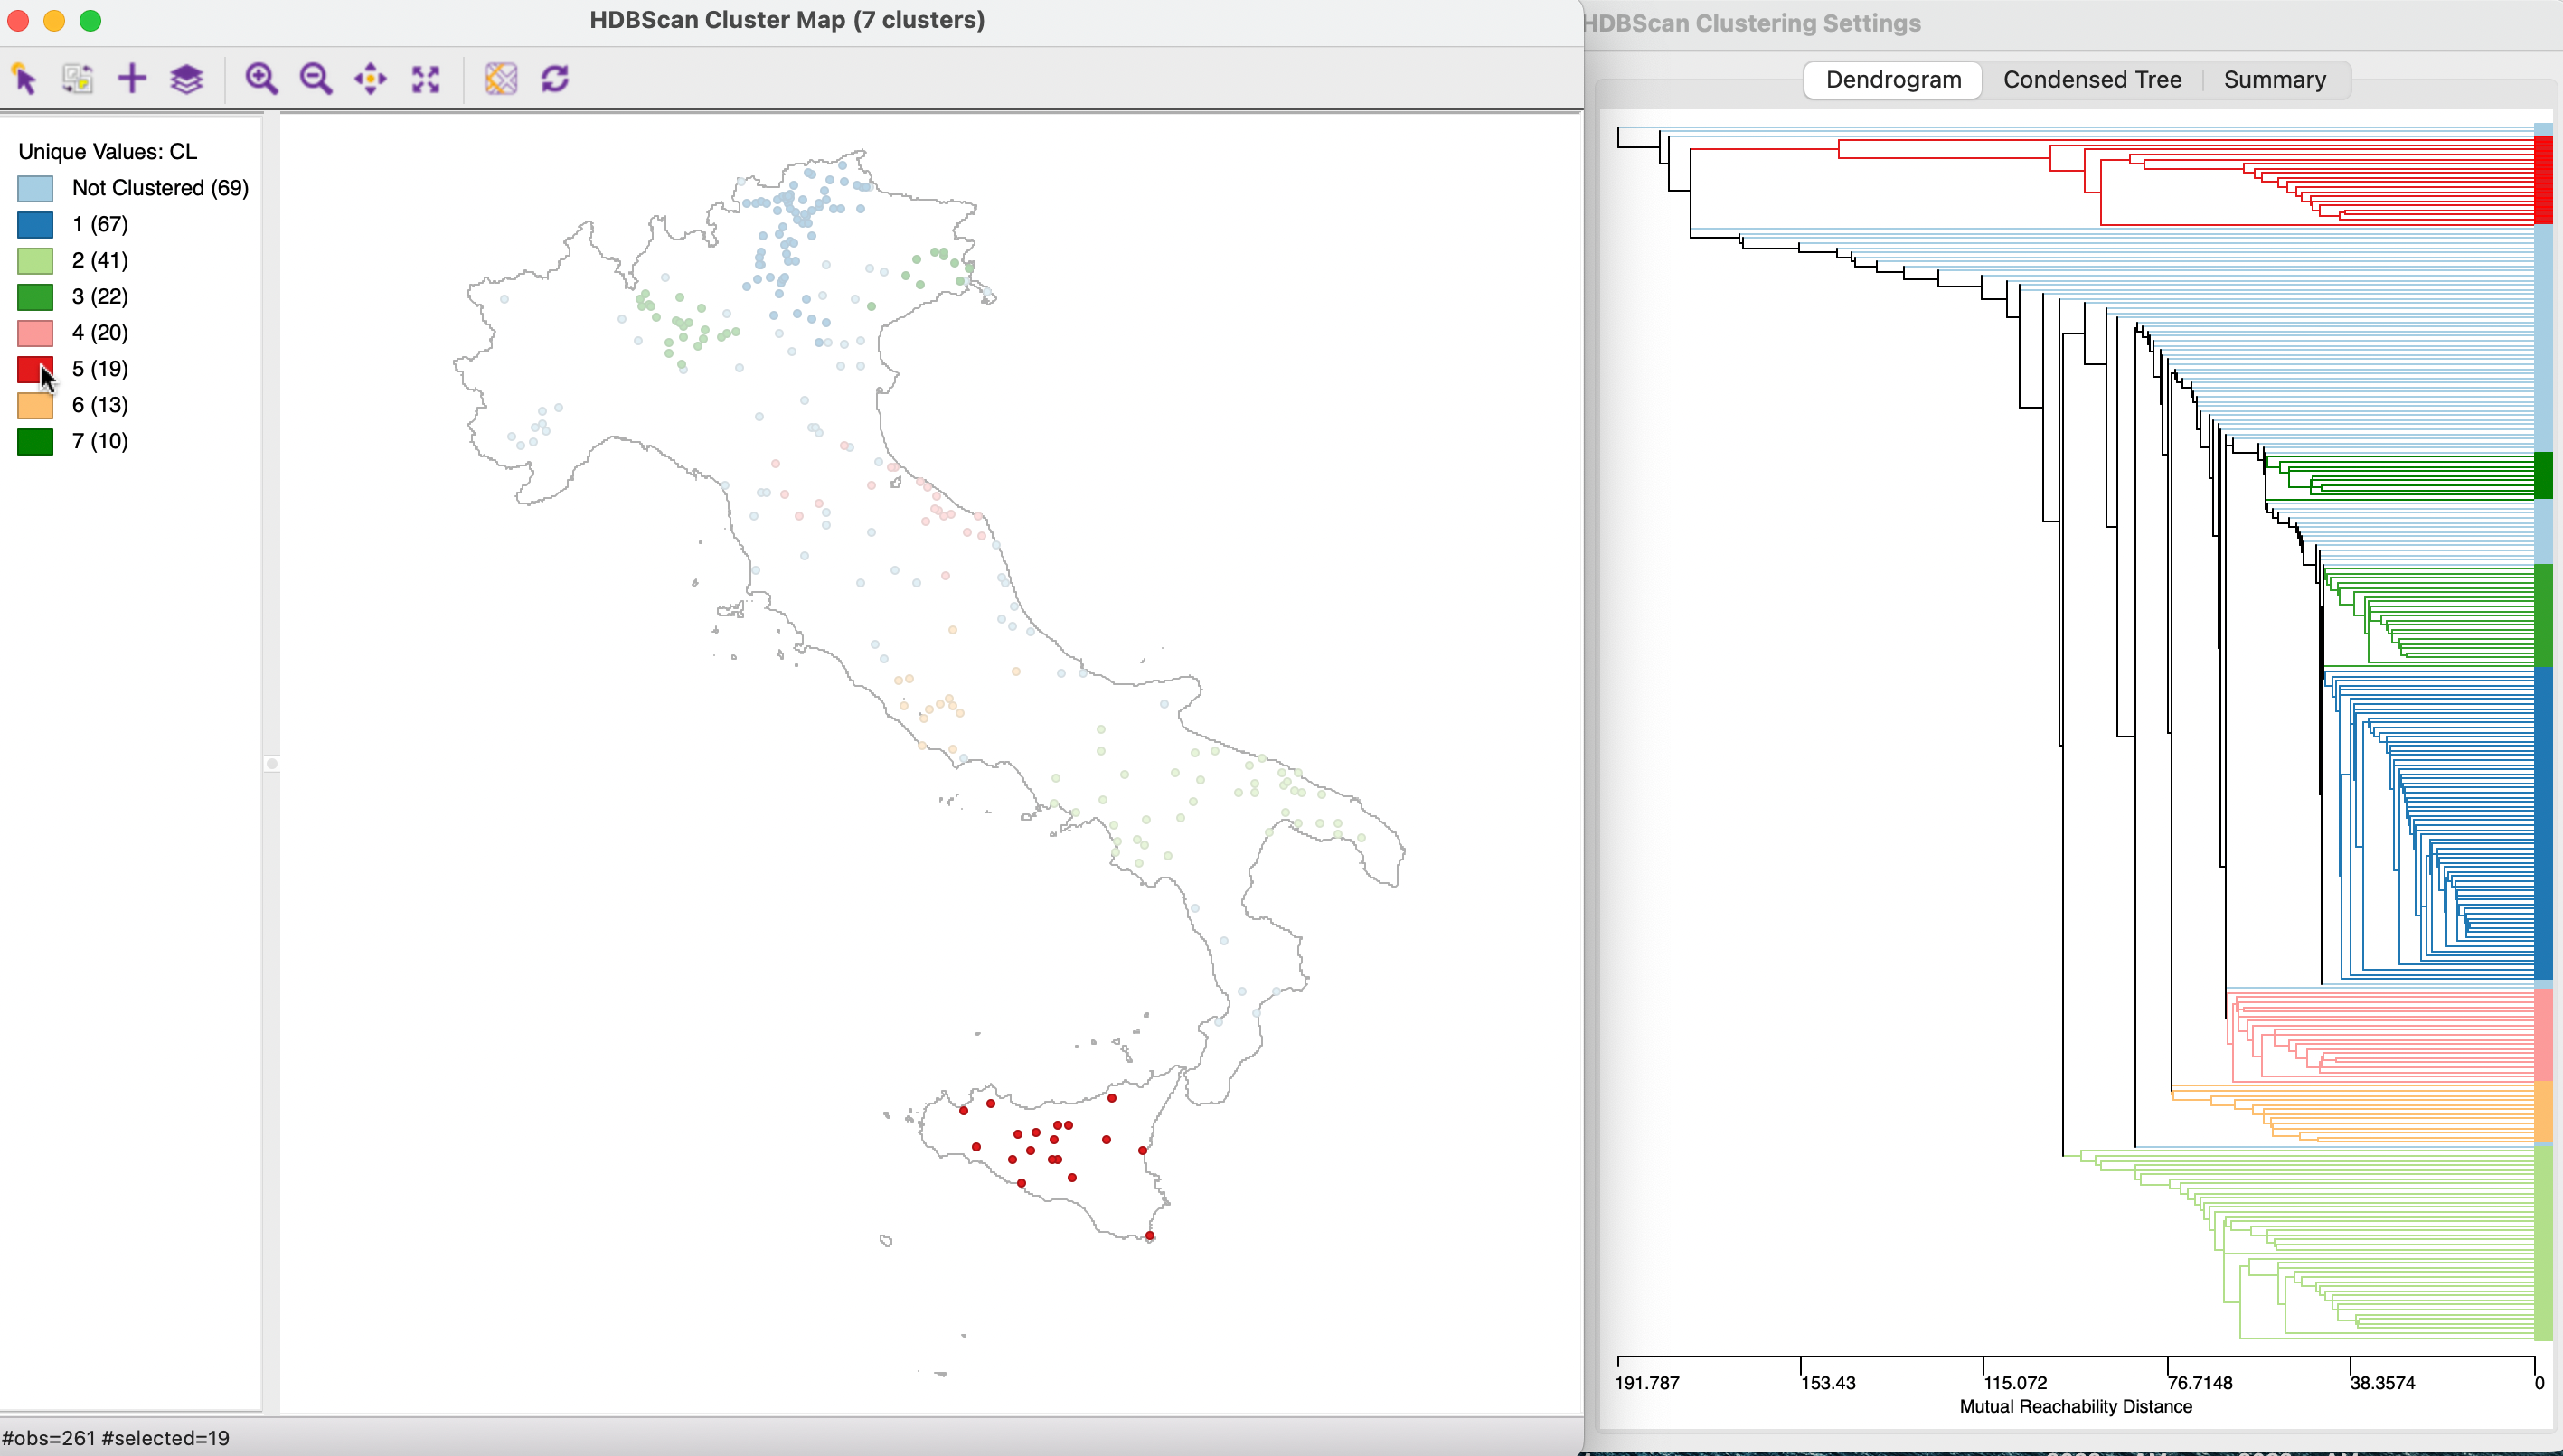 HDBScan Cluster Map (7 clusters)
HDBScan Clustering Settings
Dendrogram
Condensed Tree
Summary
Unique Values: CL
Not Clustered (69)
1 (67)
2 (41)
3 (22)
4 (20)
5 (19)
6 (13)
7 (10)
191.787
153.43
115.072
76.7148
38.3574
0
Mutual Reachability Distance
#obs=261 #selected=19